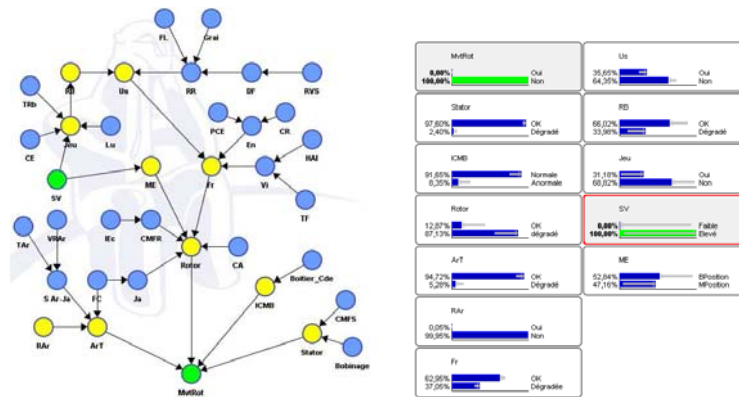 FL
Grai
RB
Us
RR
DF
RVS
TRb
PCE
En
CR
CE
Jeu
Lu
HAI
SV
ME
Fr
Vi
TF
TAr
VRAr
IEc
CMFR
Rotor
CA
Boitier_Cde
S Ar-Ja
FC
Ja
ICMB
CMFS
RAr
ArT
Stator
Bobinage
MvtRot
MvtRot
0,00% Oui
100,00% Non
Stator
97,60% OK
2,40% Dégradé
ICMB
91,65% Normale
8,35% Anormale
Rotor
12,87% OK
87,13% dégradé
ArT
94,72% OK
5,28% Dégradé
RAr
0,05% Oui
99,95% Non
Fr
62,95% OK
37,05% Dégradée
Us
35,65% Oui
64,35% Non
RB
66,02% OK
33,98% Dégradé
Jeu
31,18% Oui
68,82% Non
SV
0,00% Faible
100,00% Elevé
ME
52,84% BPosition
47,16% MPosition